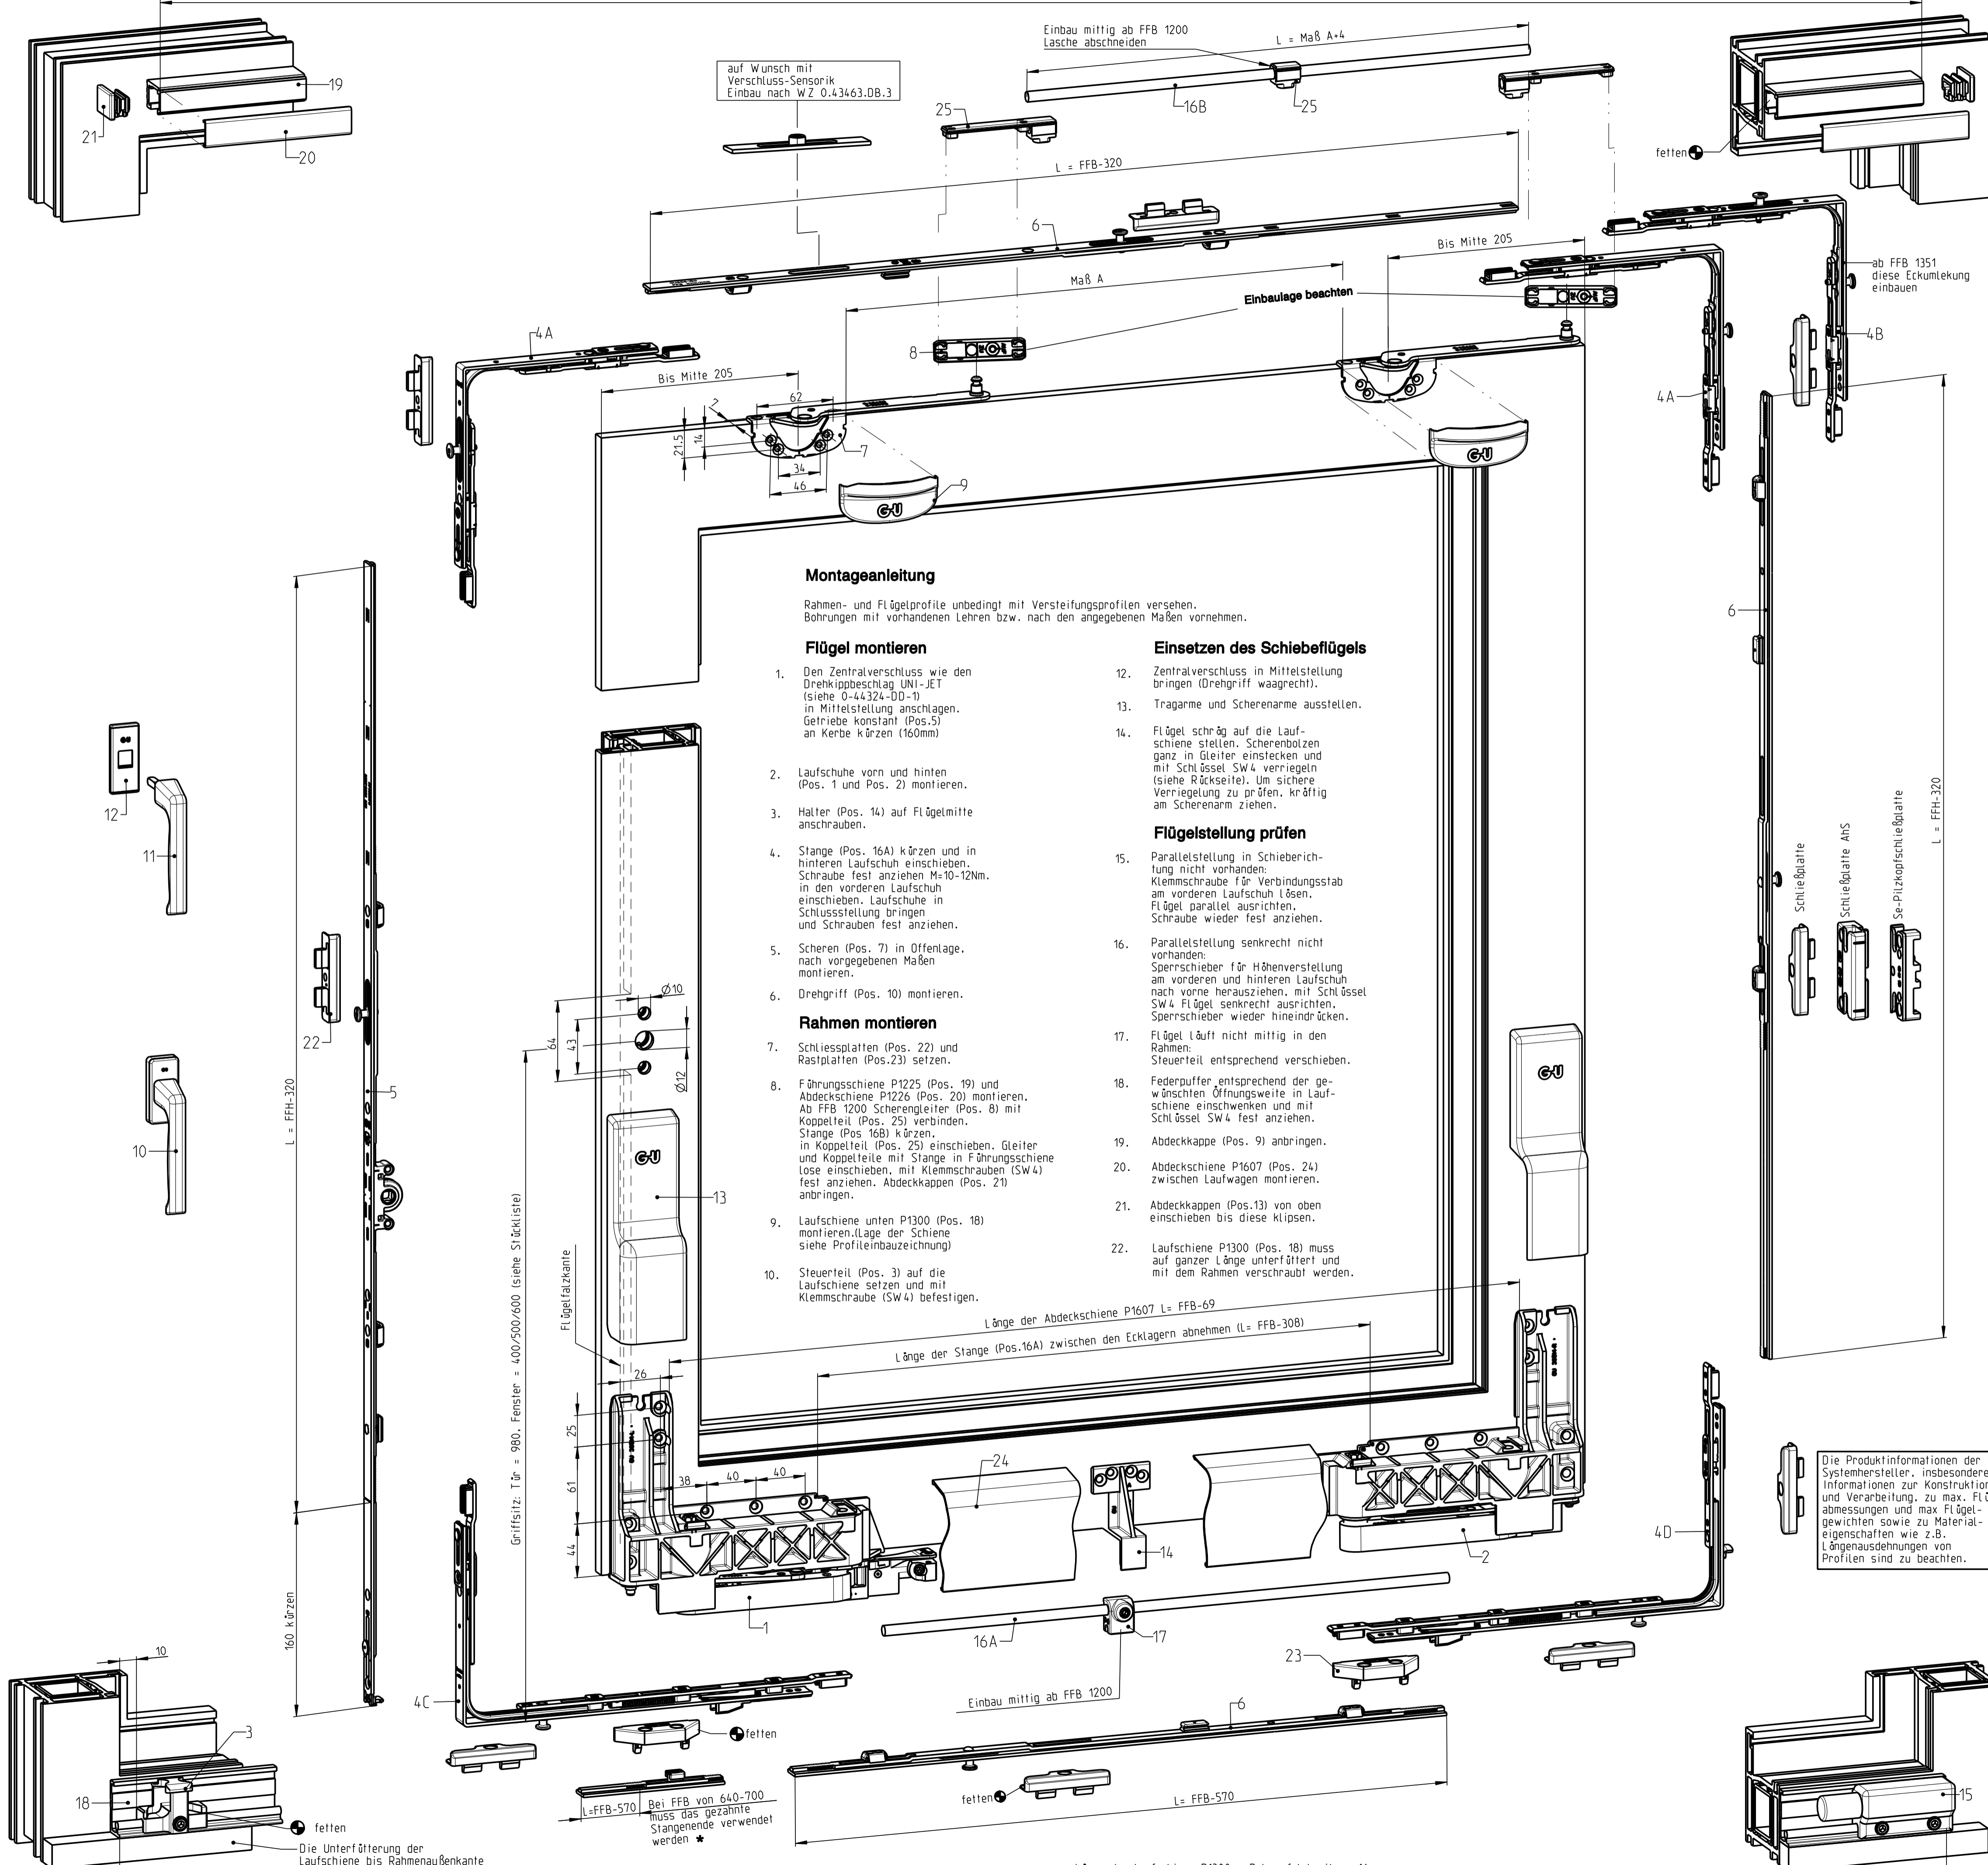 Einbau mittig ab FFB 1200
Lasche abschneiden
L = Maß A+4
auf Wunsch mit
Verschluss-Sensorik
Einbau nach WZ 0.43463.DB.3
19
21
20
25
16B
25
fetten
L = FFB-320
6
Bis Mitte 205
ab FFB 1351
diese Eckumlekung
einbauen
Maß A
Einbaulage beachten
4A
8
4B
4A
Bis Mitte 205
62
7
21.5
14
34
46
7
9
G-U
G-U
Montageanleitung
Rahmen- und Flügelprofile unbedingt mit Versteifungsprofilen versehen.
Bohrungen mit vorhandenen Lehren bzw. nach den angegebenen Maßen vornehmen.
Flügel montieren
1. Den Zentralverschluss wie den
Drehkippbeschlag UNI-JET
(siehe 0-44324-DD-1)
in Mittelstellung anschlagen.
Getriebe konstant (Pos.5)
an Kerbe kürzen (160mm)
2. Laufschuhe vorn und hinten
(Pos. 1 und Pos. 2) montieren.
3. Halter (Pos. 14) auf Flügelmitte
anschrauben.
4. Stange (Pos. 16A) kürzen und in
hinteren Laufschuh einschieben.
Schraube fest anziehen M=10-12Nm.
in den vorderen Laufschuh
einschieben. Laufschuhe in
Schlussstellung bringen
und Schrauben fest anziehen.
5. Scheren (Pos. 7) in Offenlage,
nach vorgegebenen Maßen
montieren.
6. Drehgriff (Pos. 10) montieren.
Rahmen montieren
7. Schliessplatten (Pos. 22) und
Rastplatten (Pos.23) setzen.
8. Führungsschiene P1225 (Pos. 19) und
Abdeckschiene P1226 (Pos. 20) montieren.
Ab FFB 1200 Scherengleiter (Pos. 8) mit
Koppelteil (Pos. 25) verbinden.
Stange (Pos 16B) kürzen,
in Koppelteil (Pos. 25) einschieben. Gleiter
und Koppelteile mit Stange in Führungsschiene
lose einschieben, mit Klemmschrauben (SW4)
fest anziehen. Abdeckkappen (Pos. 21)
anbringen.
9. Laufschiene unten P1300 (Pos. 18)
montieren.(Lage der Schiene
siehe Profileinbauzeichnung)
10. Steuerteil (Pos. 3) auf die
Laufschiene setzen und mit
Klemmschraube (SW4) befestigen.
Einsetzen des Schiebeflügels
12. Zentralverschluss in Mittelstellung
bringen (Drehgriff waagrecht).
13. Tragarme und Scherenarme ausstellen.
14. Flügel schräg auf die Lauf-
schiene stellen. Scherenbolzen
ganz in Gleiter einstecken und
mit Schlüssel SW4 verriegeln
(siehe Rückseite). Um sichere
Verriegelung zu prüfen, kräftig
am Scherenarm ziehen.
Flügelstellung prüfen
15. Parallelstellung in Schieberich-
tung nicht vorhanden:
Klemmschraube für Verbindungsstab
am vorderen Laufschuh lösen,
Flügel parallel ausrichten,
Schraube wieder fest anziehen.
16. Parallelstellung senkrecht nicht
vorhanden:
Sperrschieber für Höhenverstellung
am vorderen und hinteren Laufschuh
nach vorne herausziehen, mit Schlüssel
SW4 Flügel senkrecht ausrichten,
Sperrschieber wieder hineindrücken.
17. Flügel läuft nicht mittig in den
Rahmen:
Steuerteil entsprechend verschieben.
18. Federpuffer entsprechend der ge-
wünschten Öffnungsweite in Lauf-
schiene einschwenken und mit
Schlüssel SW4 fest anziehen.
19. Abdeckkappe (Pos. 9) anbringen.
20. Abdeckschiene P1607 (Pos. 24)
zwischen Laufwagen montieren.
21. Abdeckkappen (Pos.13) von oben
einschieben bis diese klipsen.
22. Laufschiene P1300 (Pos. 18) muss
auf ganzer Länge unterfüttert und
mit dem Rahmen verschraubt werden.
12
11
22
10
5
L = FFH-320
160 kürzen
Griffsitz: Tür = 980, Fenster = 400/500/600 (siehe Stückliste)
Ø10
64
43
Ø12
G-U
13
Flügelfalzkante
6
L = FFH-320
Schließplatte
Schließplatte AhS
Se-Pilzkopfschließplatte
G-U
Länge der Abdeckschiene P1607 L= FFB-69
Länge der Stange (Pos.16A) zwischen den Ecklagern abnehmen (L= FFB-308)
26
25
61
44
38
40
40
24
14
2
1
16A
17
4D
Die Produktinformationen der
Systemhersteller, insbesondere
Informationen zur Konstruktion
und Verarbeitung, zu max. Flü
abmessungen und max Flügel-
gewichten sowie zu Material-
eigenschaften wie z.B.
Längenausdehnungen von
Profilen sind zu beachten.
23
Einbau mittig ab FFB 1200
4C
fetten
6
10
3
18
fetten
Die Unterfütterung der
Laufschiene bis Rahmenaußenkante
L=FFB-570
Bei FFB von 640-700
muss das gezahnte
Stangenende verwendet
werden *
fetten
L= FFB-570
15